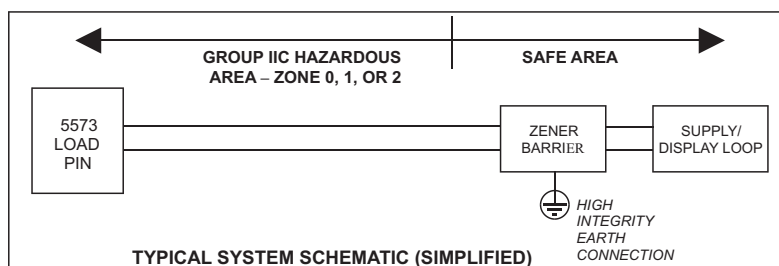 GROUP IIC HAZARDOUS
AREA – ZONE 0, 1, OR 2
SAFE AREA
5573
LOAD
PIN
ZENER
BARRIER
SUPPLY/
DISPLAY LOOP
HIGH
INTEGRITY
EARTH
CONNECTION
TYPICAL SYSTEM SCHEMATIC (SIMPLIFIED)